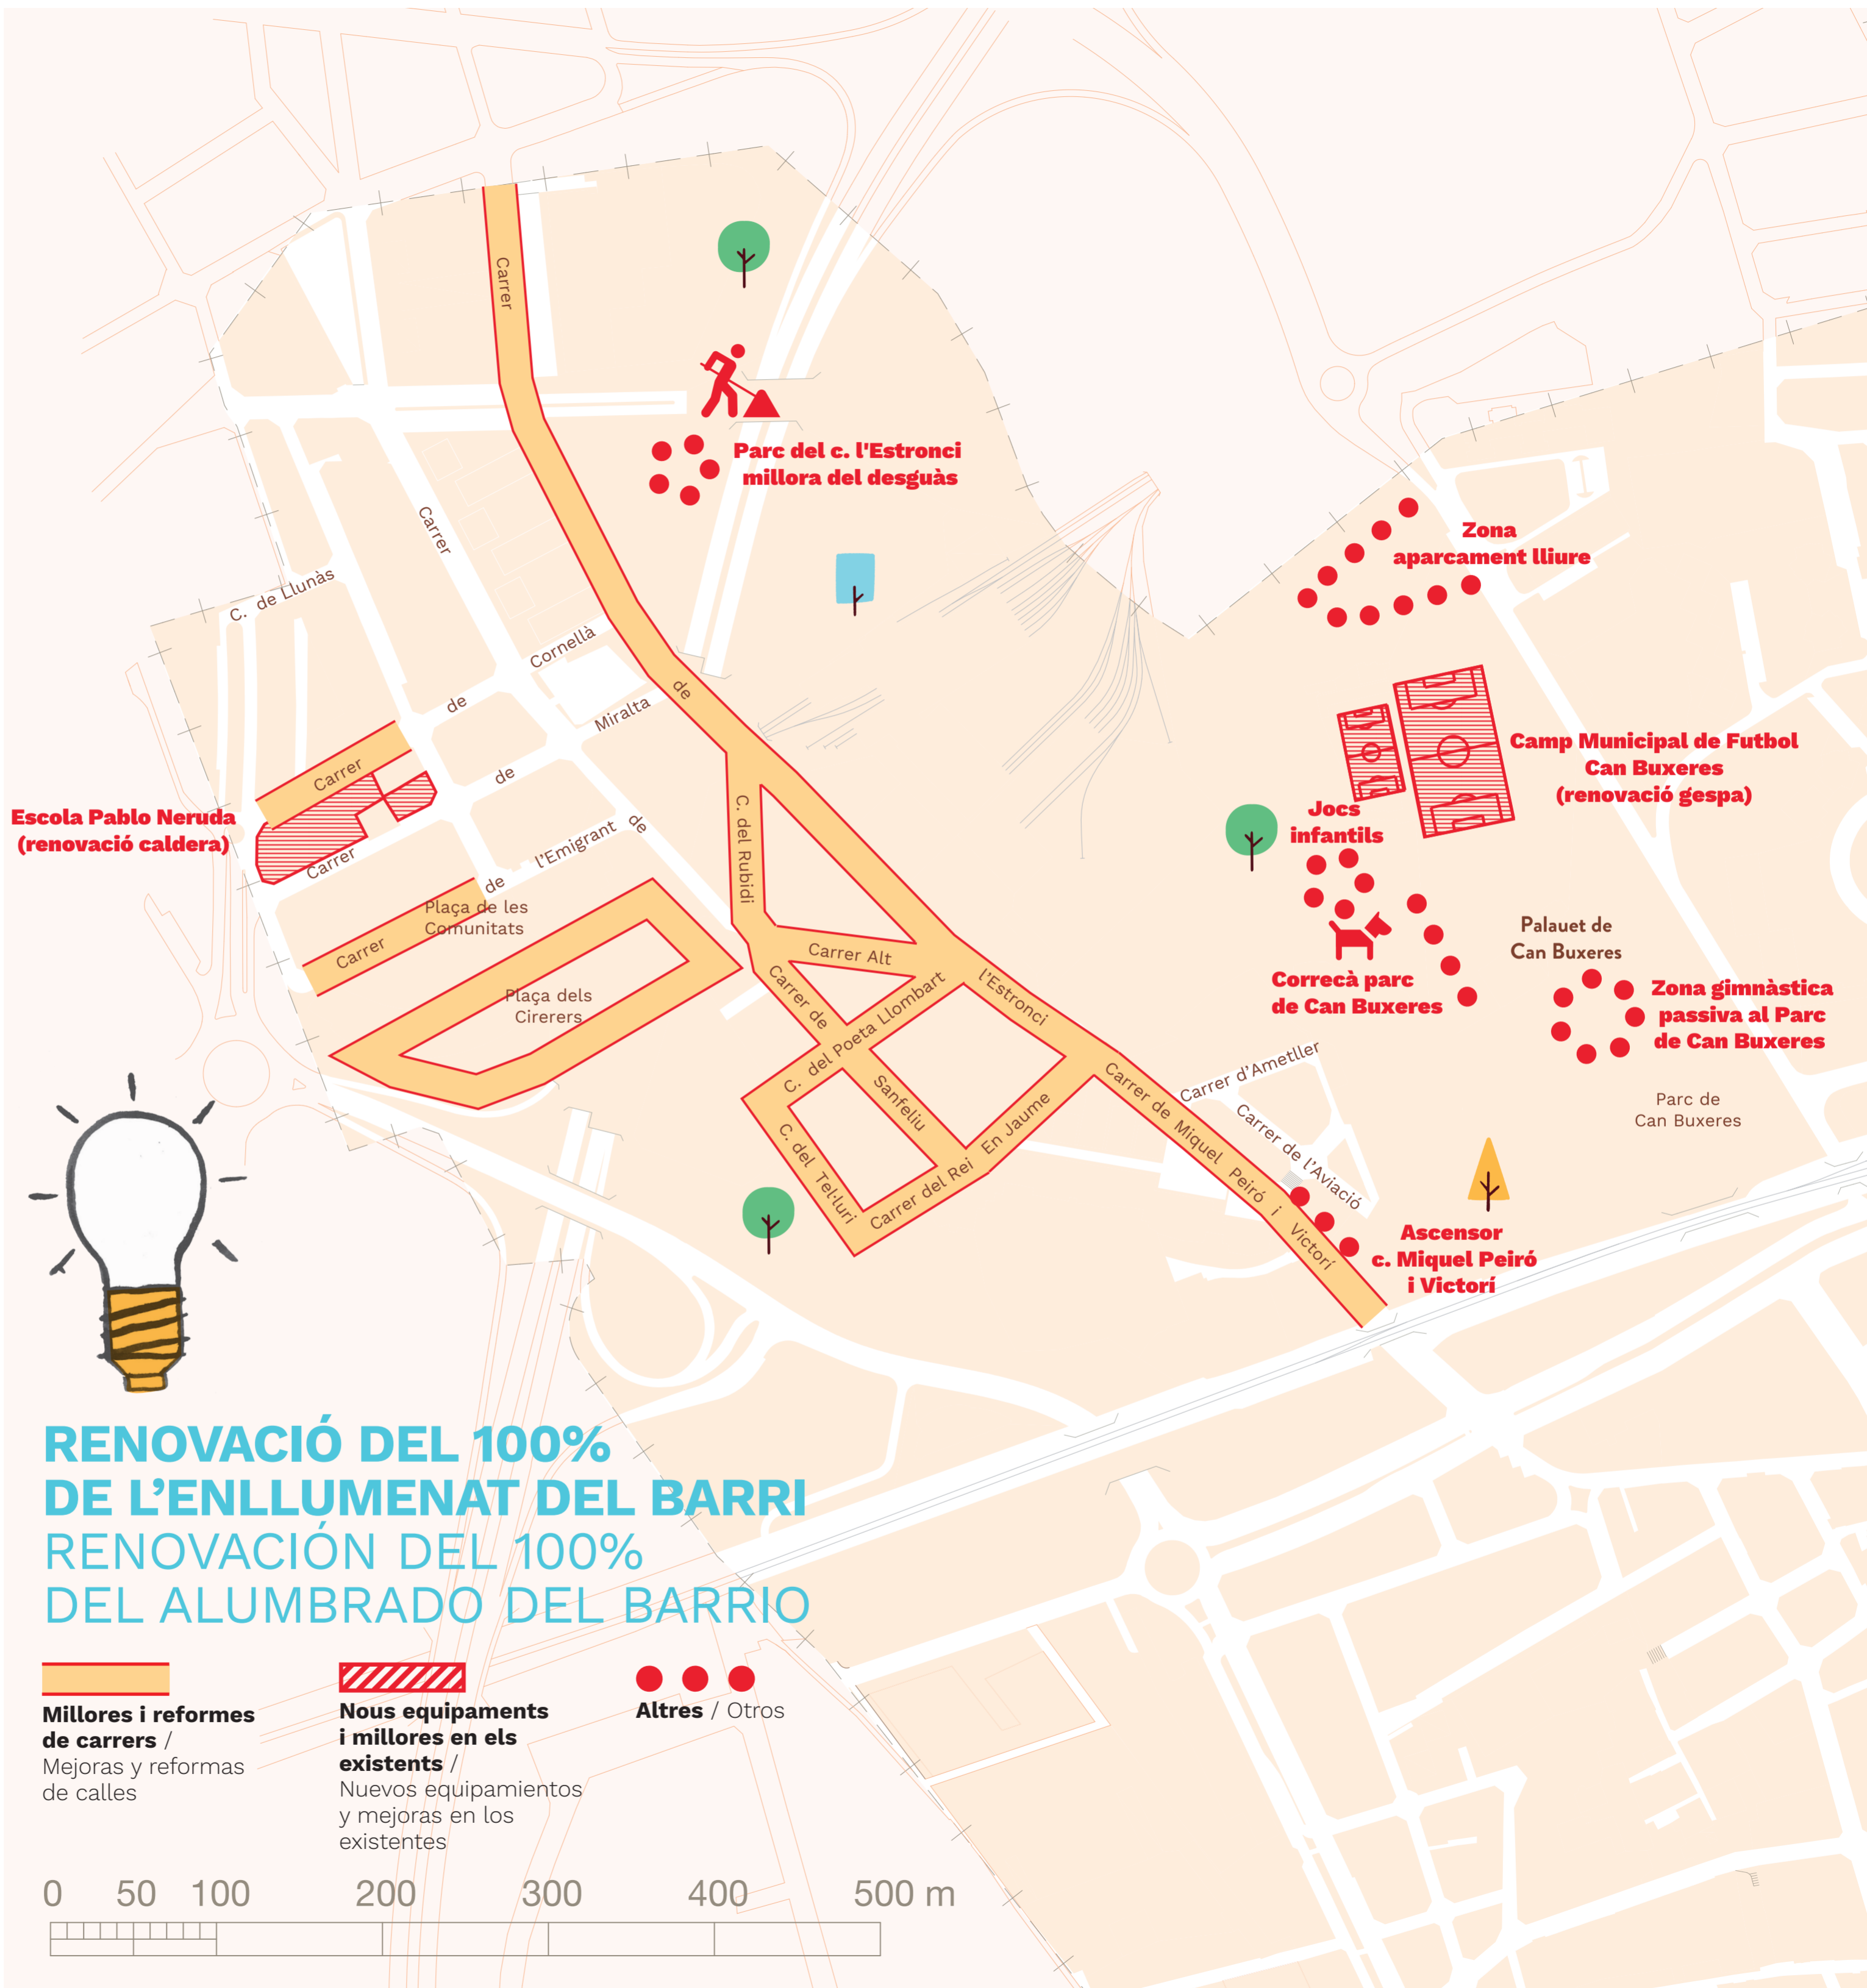 Carrer
Parc del c. l'Estronci
millora del desguàs
Carrer
Zona
aparcament lliure
C. de Llunàs
Cornellà
de
de
Miralta
Camp Municipal de Futbol
Can Buxeres
(renovació gespa)
Carrer
de
Escola Pablo Neruda
(renovació caldera)
C. del Rubidi
Jocs
infantils
Carrer
de
l'Emigrant
de
Plaça de les
Comunitats
Carrer
Carrer Alt
Palauet de
Can Buxeres
Plaça dels
Cirerers
Carrer de
Sanfeliu
l'Estronci
Correcà parc
de Can Buxeres
Zona gimnàstica
passiva al Parc
de Can Buxeres
C. del Poeta Llombart
Carrer d'Ametller
Parc de
Can Buxeres
Carrer de Miquel Peiró i Victorí
Carrer de l'Aviació
C. del Tel·luri
Carrer del Rei En Jaume
Ascensor
c. Miquel Peiró
i Victorí
RENOVACIÓ DEL 100%
DE L'ENLLUMENAT DEL BARRI
RENOVACIÓN DEL 100%
DEL ALUMBRADO DEL BARRIO
Millores i reformes
de carrers /
Mejoras y reformas
de calles
Nous equipaments
i millores en els
existents /
Nuevos equipamientos
y mejoras en los
existentes
Altres / Otros
0 50 100 200 300 400 500 m